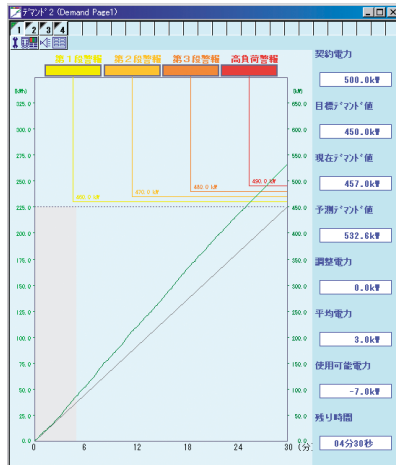 デマンド2 (Demand Page1)
1 2 3 4
第1段警報 第2段警報 第3段警報 高負荷警報
(kWh) (kW)
325.0 650.0
300.0 600.0
275.0 550.0
250.0 500.0
225.0 450.0
200.0 400.0
175.0 350.0
150.0 300.0
125.0 250.0
100.0 200.0
75.0 150.0
50.0 100.0
25.0 50.0
0.0 0.0
490.0 kW
480.0 kW
470.0 kW
460.0 kW
0 6 12 18 24 30 (分)
契約電力
500.0kW
目標デマンド値
450.0kW
現在デマンド値
457.0kW
予測デマンド値
532.6kW
調整電力
0.0kW
平均電力
3.0kW
使用可能電力
-7.0kW
残り時間
04分30秒